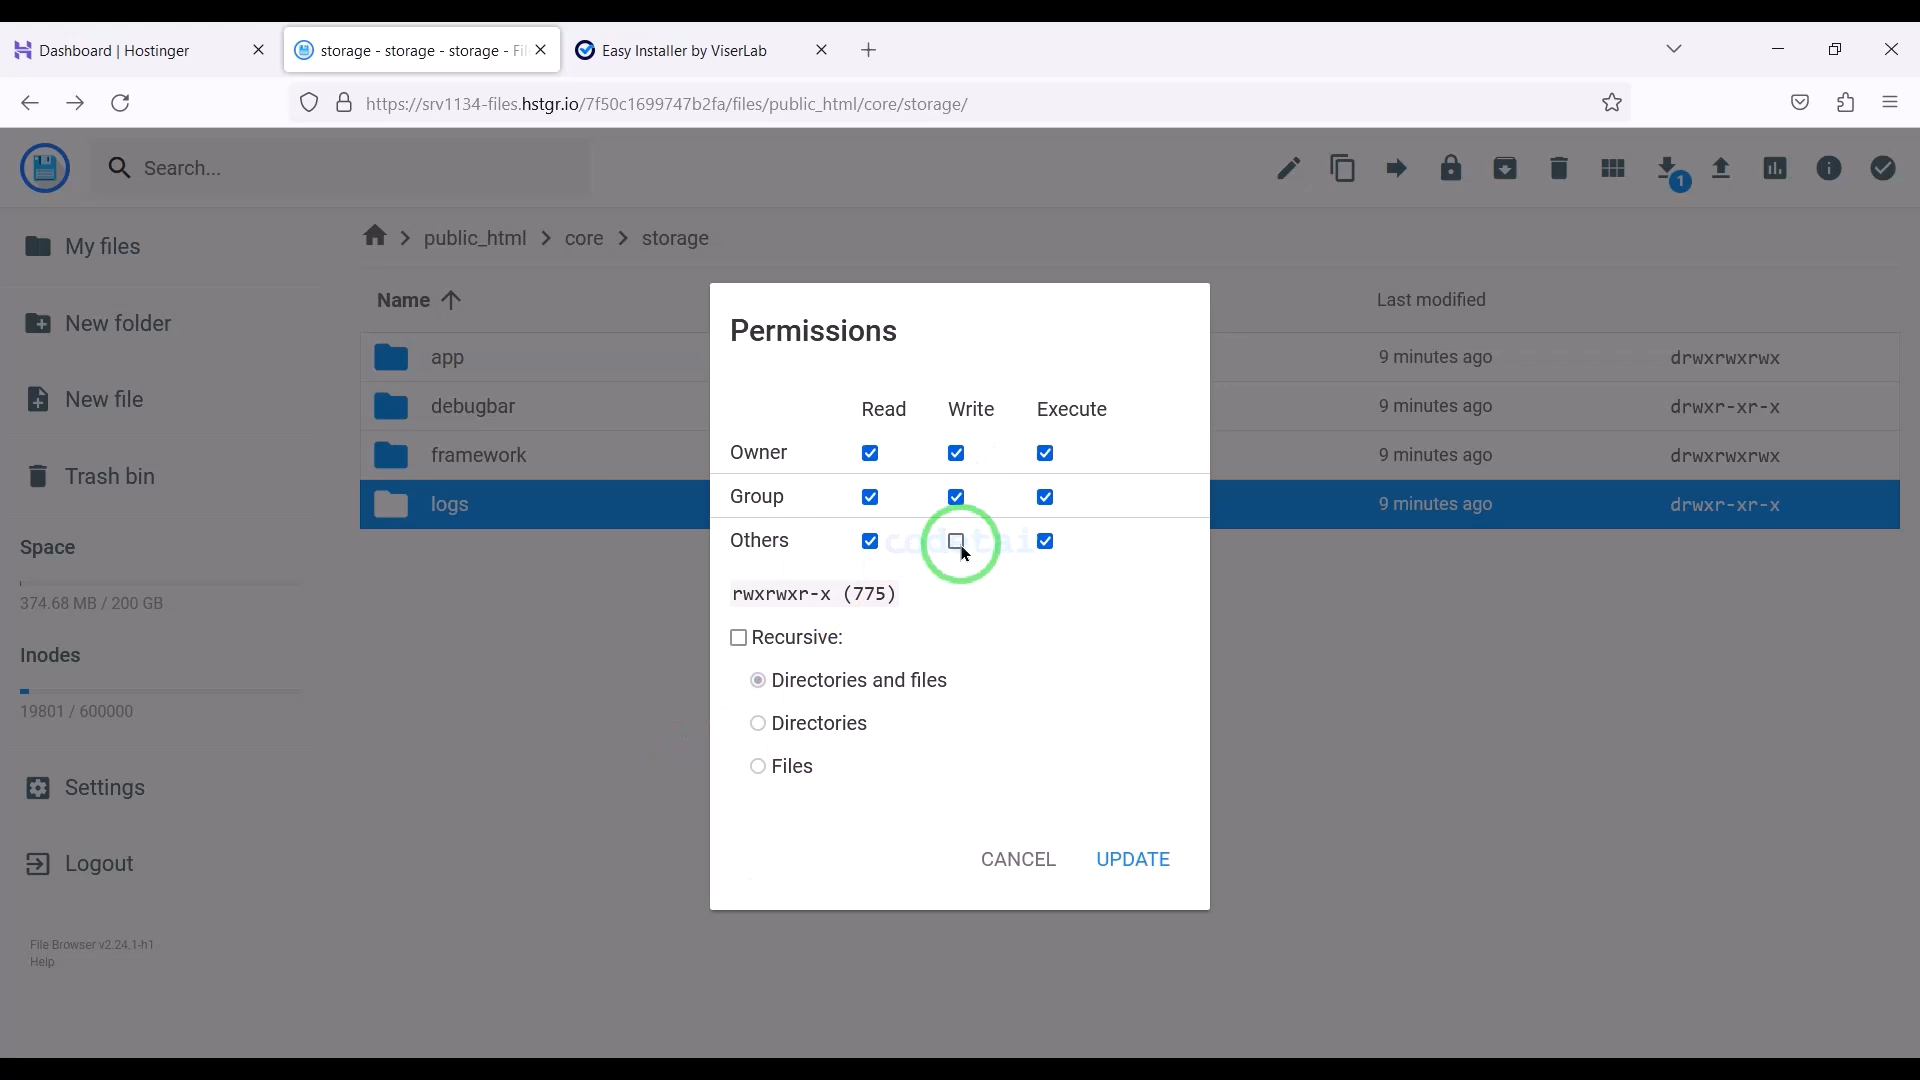 Dashboard | Hostinger
storage - storage - storage - Fil
Easy Installer by ViserLab
https://srv1134-files.hstgr.io/7f50c1699747b2fa/files/public_html/core/storage/
Search...
1
My files
New folder
New file
Trash bin
Space
374.68 MB / 200 GB
Inodes
19801 / 600000
Settings
Logout
File Browser v2.24.1-h1
Help
public_html > core > storage
Name Last modified
app 9 minutes ago drwxrwxrwx
debugbar 9 minutes ago drwxr-xr-x
framework 9 minutes ago drwxrwxrwx
logs 9 minutes ago drwxr-xr-x
Permissions
Read Write Execute
Owner
Group
Others
rwxrwxr-x (775)
Recursive:
Directories and files
Directories
Files
CANCEL UPDATE